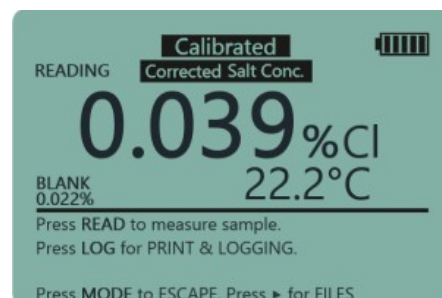 Calibrated
READING Corrected Salt Conc.
0.039%Cl
BLANK 22.2°C
0.022%
Press READ to measure sample.
Press LOG for PRINT & LOGGING.
Press MODE to ESCAPE. Press ► for FILES